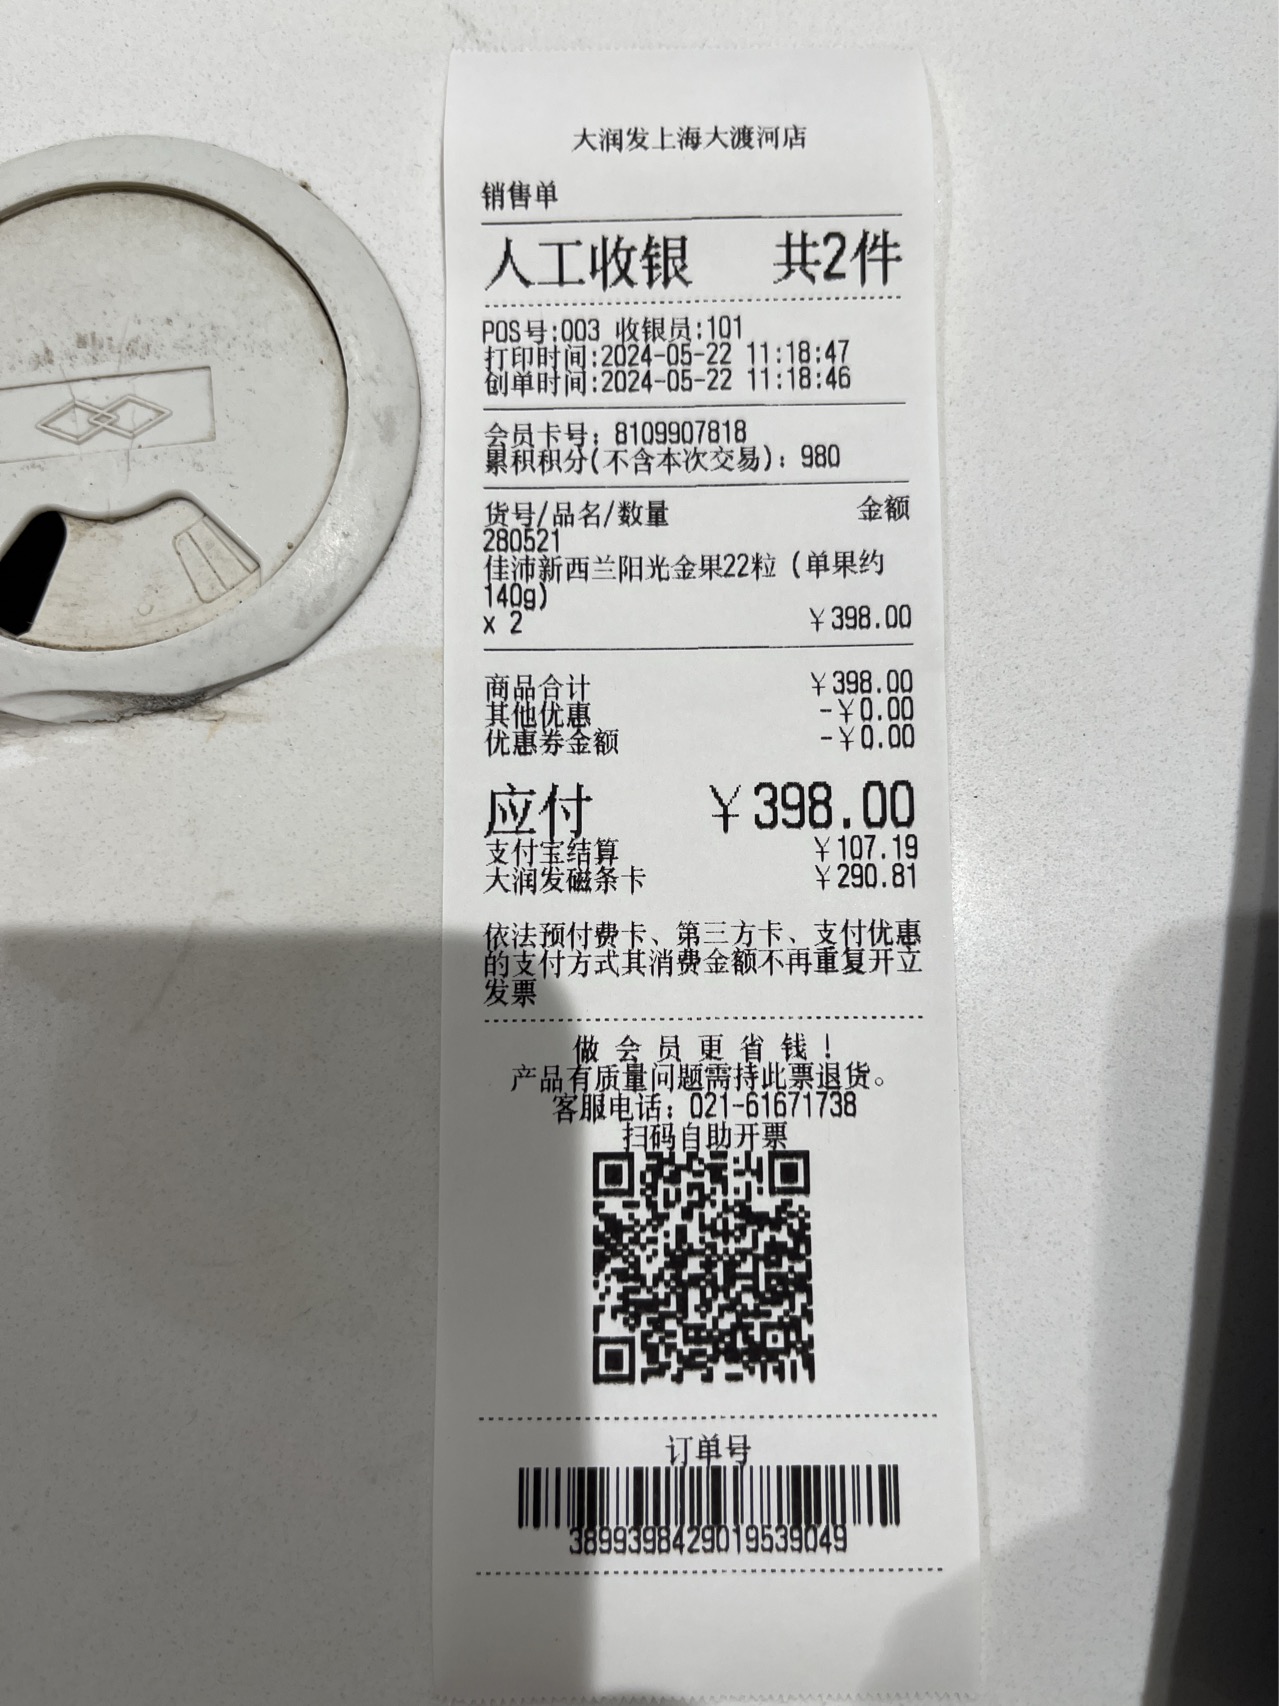 大润发上海大渡河店
销售单
人工收银 共2件
POS号:003 收银员:101
打印时间:2024-05-22 11:18:47
创单时间:2024-05-22 11:18:46
会员卡号：8109907818
累积积分(不含本次交易)：980
货号/品名/数量 金额
280521
佳沛新西兰阳光金果22粒（单果约
140g）
x 2 ￥398.00
商品合计 ￥398.00
其他优惠 -￥0.00
优惠券金额 -￥0.00
应付 ￥398.00
支付宝结算 ￥107.19
大润发磁条卡 ￥290.81
依法预付费卡、第三方卡、支付优惠
的支付方式其消费金额不再重复开立
发票
做会员更省钱！
产品有质量问题需持此票退货。
客服电话：021-61671738
扫码自助开票
订单号
3899398429019539049